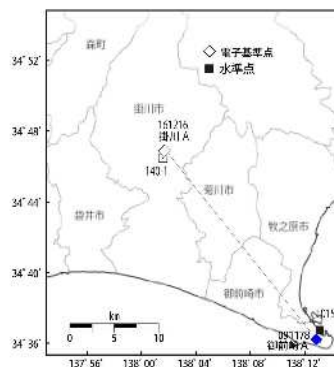 34° 52'
34° 48'
34° 44'
34° 40'
34° 36'
森町
電子基準点
水準点
掛川市
161216
掛川 A
140-1
菊川市
牧之原市
袋井市
御前崎市
km
0 5 10
091178
御前崎 A
137° 56'
138° 00'
138° 04'
138° 08'
138° 12'